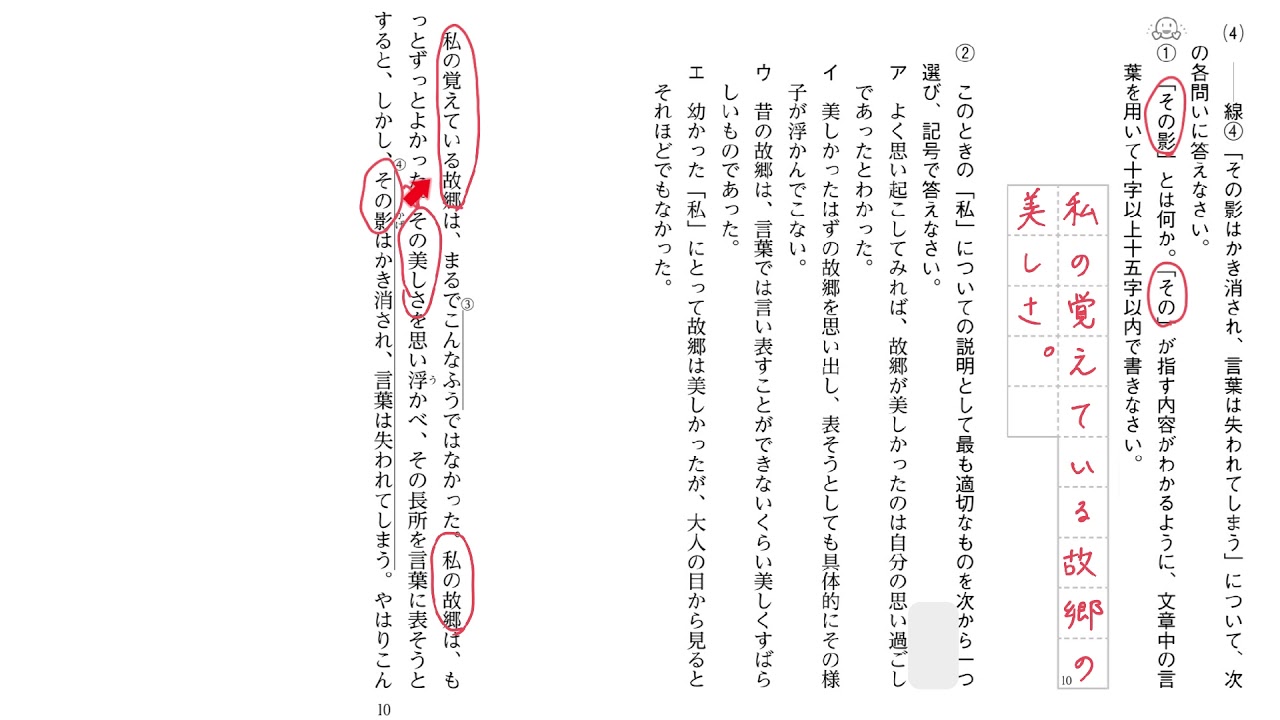 (4) ――線④「その影はかき消され、言葉は失われてしまう」について、次
の各問いに答えなさい。
① 「その影」とは何か。「その」が指す内容がわかるように、文章中の言
葉を用いて十字以上十五字以内で書きなさい。
私の覚えている故郷の
10
美しさ。
② このときの「私」についての説明として最も適切なものを次から一つ
選び、記号で答えなさい。
ア よく思い起こしてみれば、故郷が美しかったのは自分の思い過ごし
であったとわかった。
イ 美しかったはずの故郷を思い出し、表そうとしても具体的にその様
子が浮かんでこない。
ウ 昔の故郷は、言葉では言い表すことができないくらい美しくすばら
しいものであった。
エ 幼かった「私」にとって故郷は美しかったが、大人の目から見ると
それほどでもなかった。
私の覚えている故郷は、まるでこんなふうではなかった。私の故郷は、も
③
っとずっとよかった。その美しさを思い浮かべ、その長所を言葉に表そうと
う
すると、しかし、その影はかき消され、言葉は失われてしまう。やはりこん
④
かげ
10